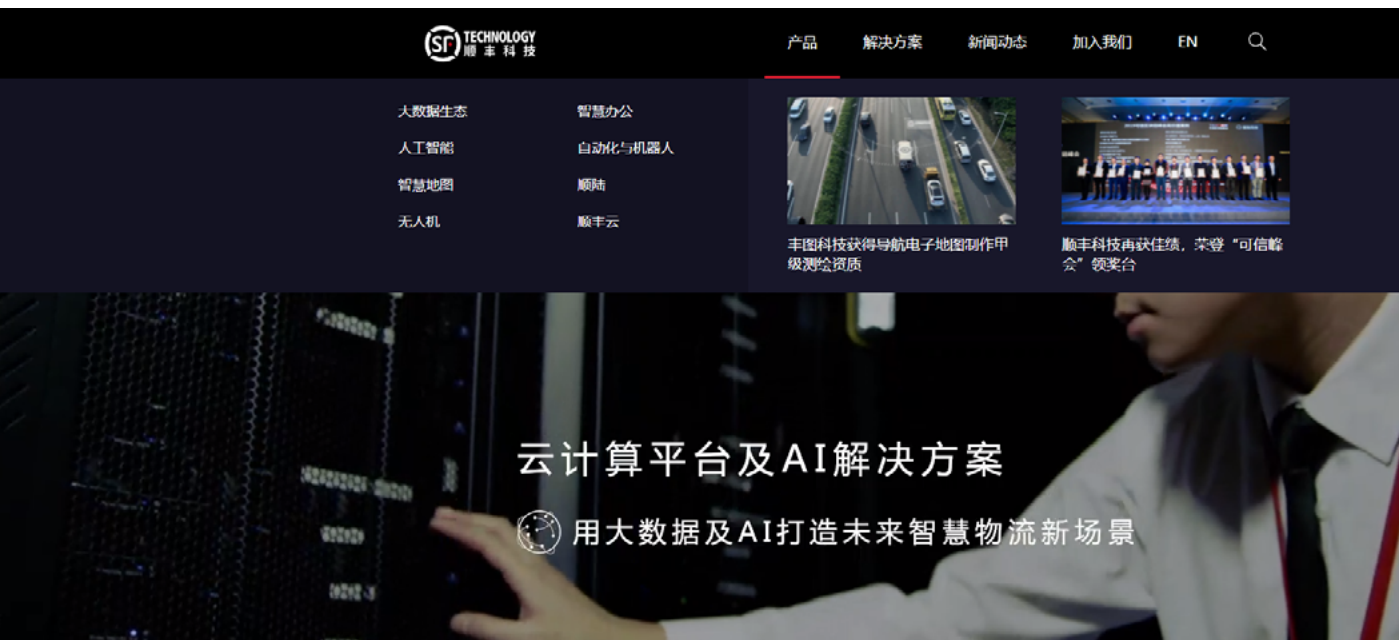 SF TECHNOLOGY
顺丰科技
产品 解决方案 新闻动态 加入我们 EN
大数据生态 智慧办公
人工智能 自动化与机器人
智慧地图 顺陆
无人机 顺丰云
丰图科技获得导航电子地图制作甲
级测绘资质
顺丰科技再获佳绩，荣登“可信峰
会”领奖台
云计算平台及AI解决方案
用大数据及AI打造未来智慧物流新场景